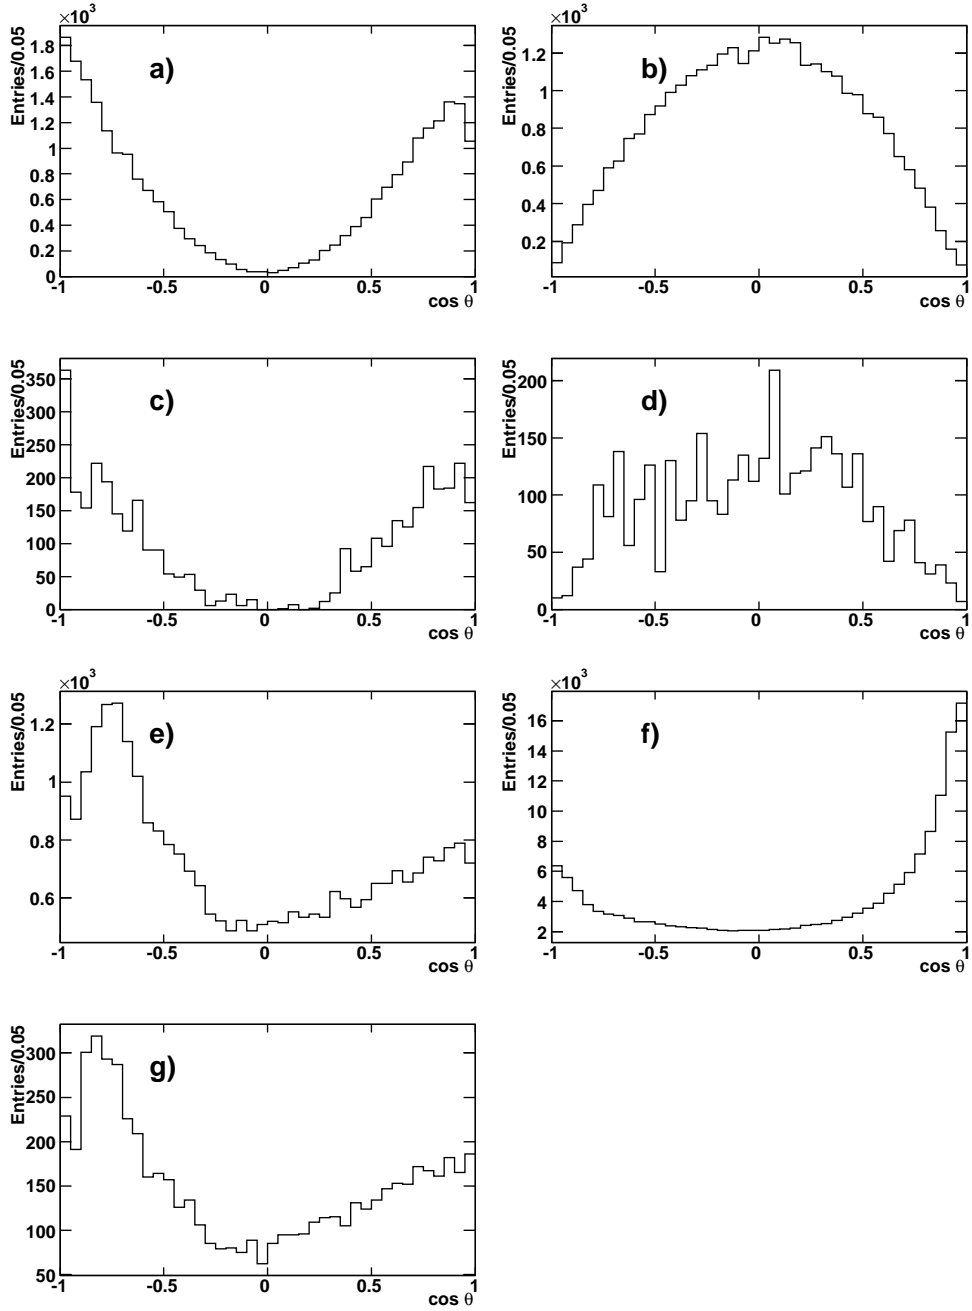 ×10³ ×10³
Entries/0.05 a) Entries/0.05 b)
1.8
1.6
1.4
1.2
1
0.8
0.6
0.4
0.2
0
-1 -0.5 0 0.5 1
cos θ
1.2
1
0.8
0.6
0.4
0.2
-1 -0.5 0 0.5 1
cos θ
Entries/0.05 c) Entries/0.05 d)
350
300
250
200
150
100
50
0
-1 -0.5 0 0.5 1
cos θ
200
150
100
50
0
-1 -0.5 0 0.5 1
cos θ
×10³ ×10³
Entries/0.05 e) Entries/0.05 f)
1.2
1
0.8
0.6
-1 -0.5 0 0.5 1
cos θ
16
14
12
10
8
6
4
2
-1 -0.5 0 0.5 1
cos θ
Entries/0.05 g)
300
250
200
150
100
50
-1 -0.5 0 0.5 1
cos θ